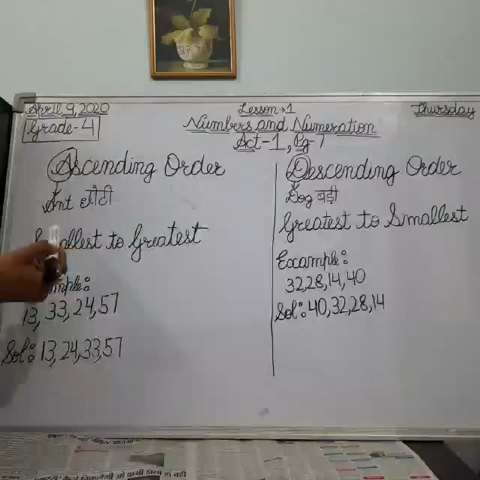 April 9, 2020
Lesson → 1
Thursday
Grade-4
Numbers and Numeration
Act-1, Pg-7
Ascending Order
Ant छोटी
Smallest to Greatest
13, 33, 24, 57
Sol: 13, 24, 33, 57
Descending Order
Dog बड़ी
Greatest to Smallest
Example:
32, 28, 14, 40
Sol: 40, 32, 28, 14